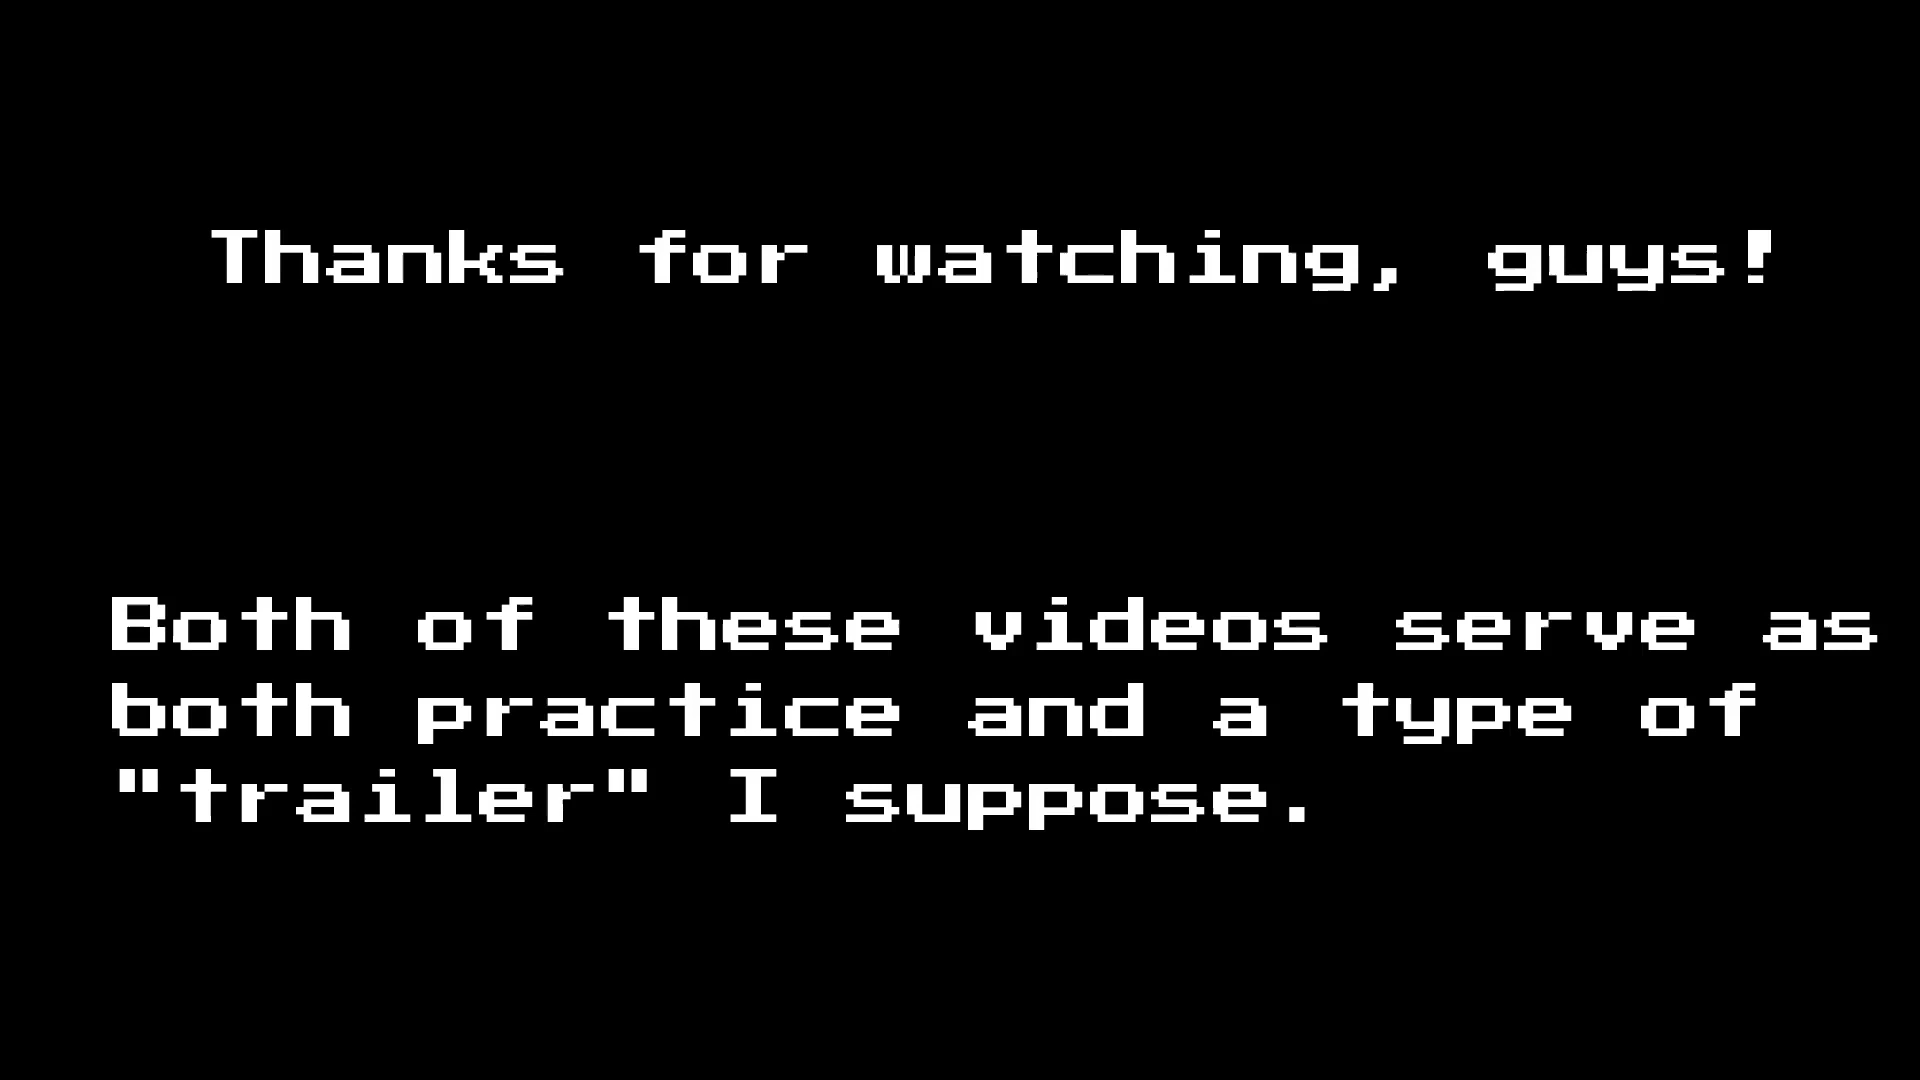 Thanks for watching, guys!
Both of these videos serve as
both practice and a type of
"trailer" I suppose.